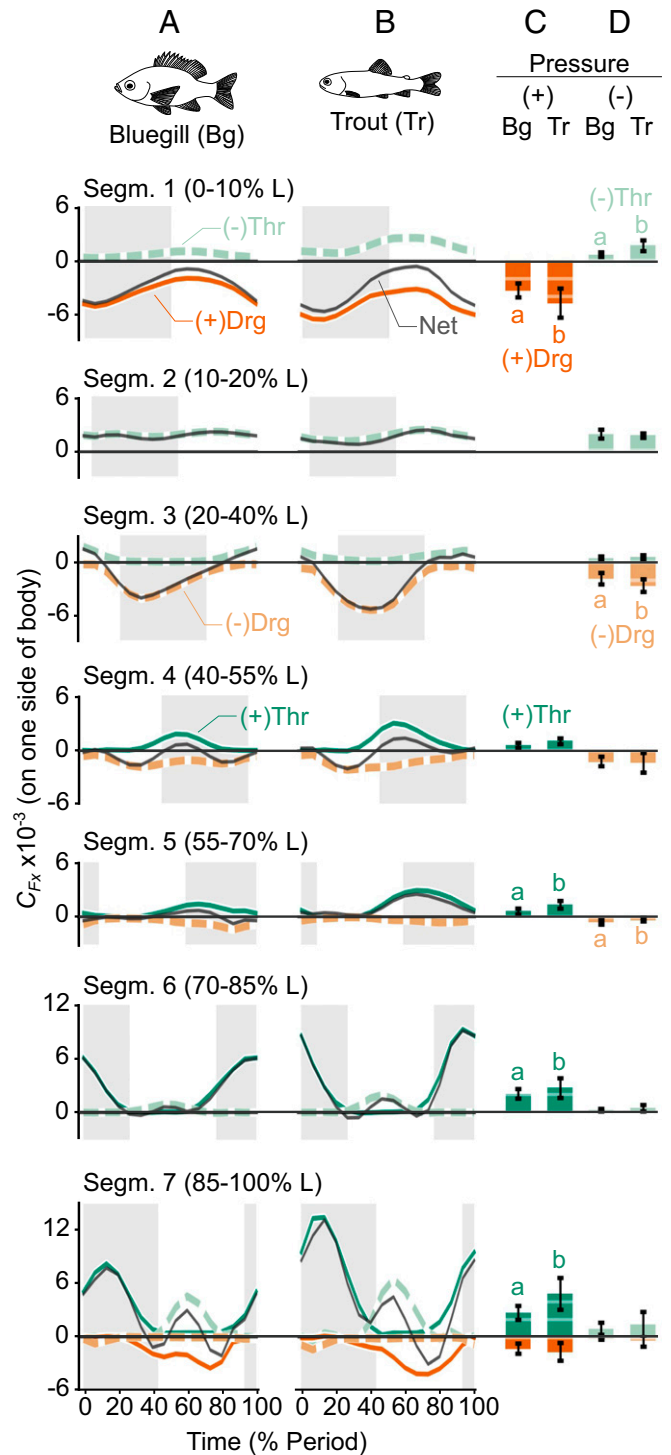 A B C D
Pressure
(+) (-)
Bg Tr Bg Tr
Bluegill (Bg) Trout (Tr)
Segm. 1 (0-10% L)
6
0
-6
(-)Thr
(+)Drg
Net
a b
(+)Drg
(-)Thr
a b
Segm. 2 (10-20% L)
6
0
Segm. 3 (20-40% L)
0
-6
(-)Drg
a b
(-)Drg
Segm. 4 (40-55% L)
6
0
-6
(+)Thr
(+)Thr
Segm. 5 (55-70% L)
6
0
a b
a b
Segm. 6 (70-85% L)
12
6
0
a b
Segm. 7 (85-100% L)
12
6
0
-6
a b
0 20 40 60 80 100 0 20 40 60 80 100
Time (% Period)
C_Fx x10⁻³ (on one side of body)